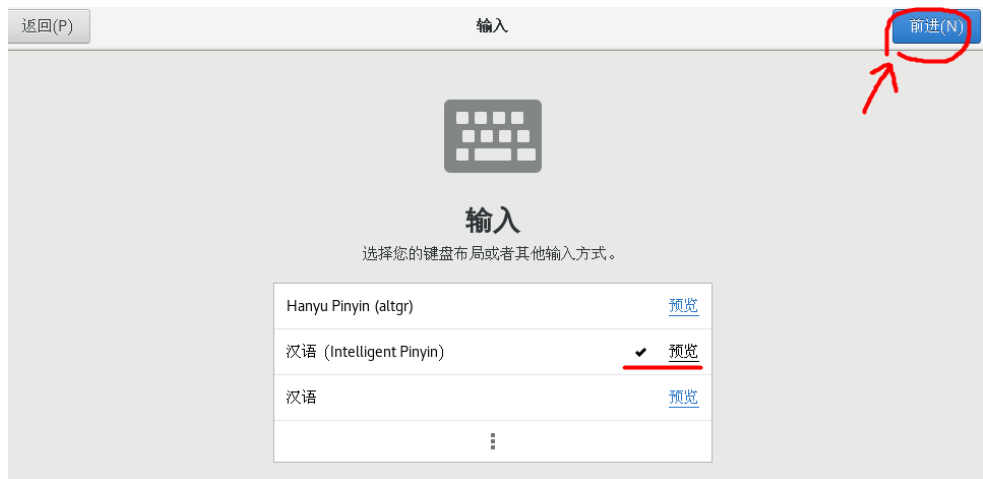 返回(P) 输入 前进(N)
输入
选择您的键盘布局或者其他输入方式。
Hanyu Pinyin (altgr) 预览
汉语 (Intelligent Pinyin) 预览
汉语 预览